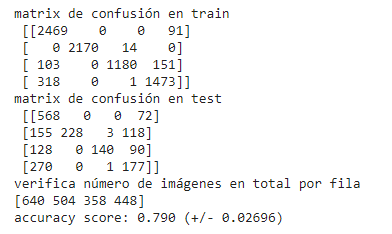 matriz de confusión en train
[[2469 0 0 91]
[ 0 2170 14 0]
[ 103 0 1180 151]
[ 318 0 1 1473]]
matriz de confusión en test
[[568 0 0 72]
[155 228 3 118]
[128 0 140 90]
[270 0 1 177]]
verifica número de imágenes en total por fila
[640 504 358 448]
accuracy score: 0.790 (+/- 0.02696)